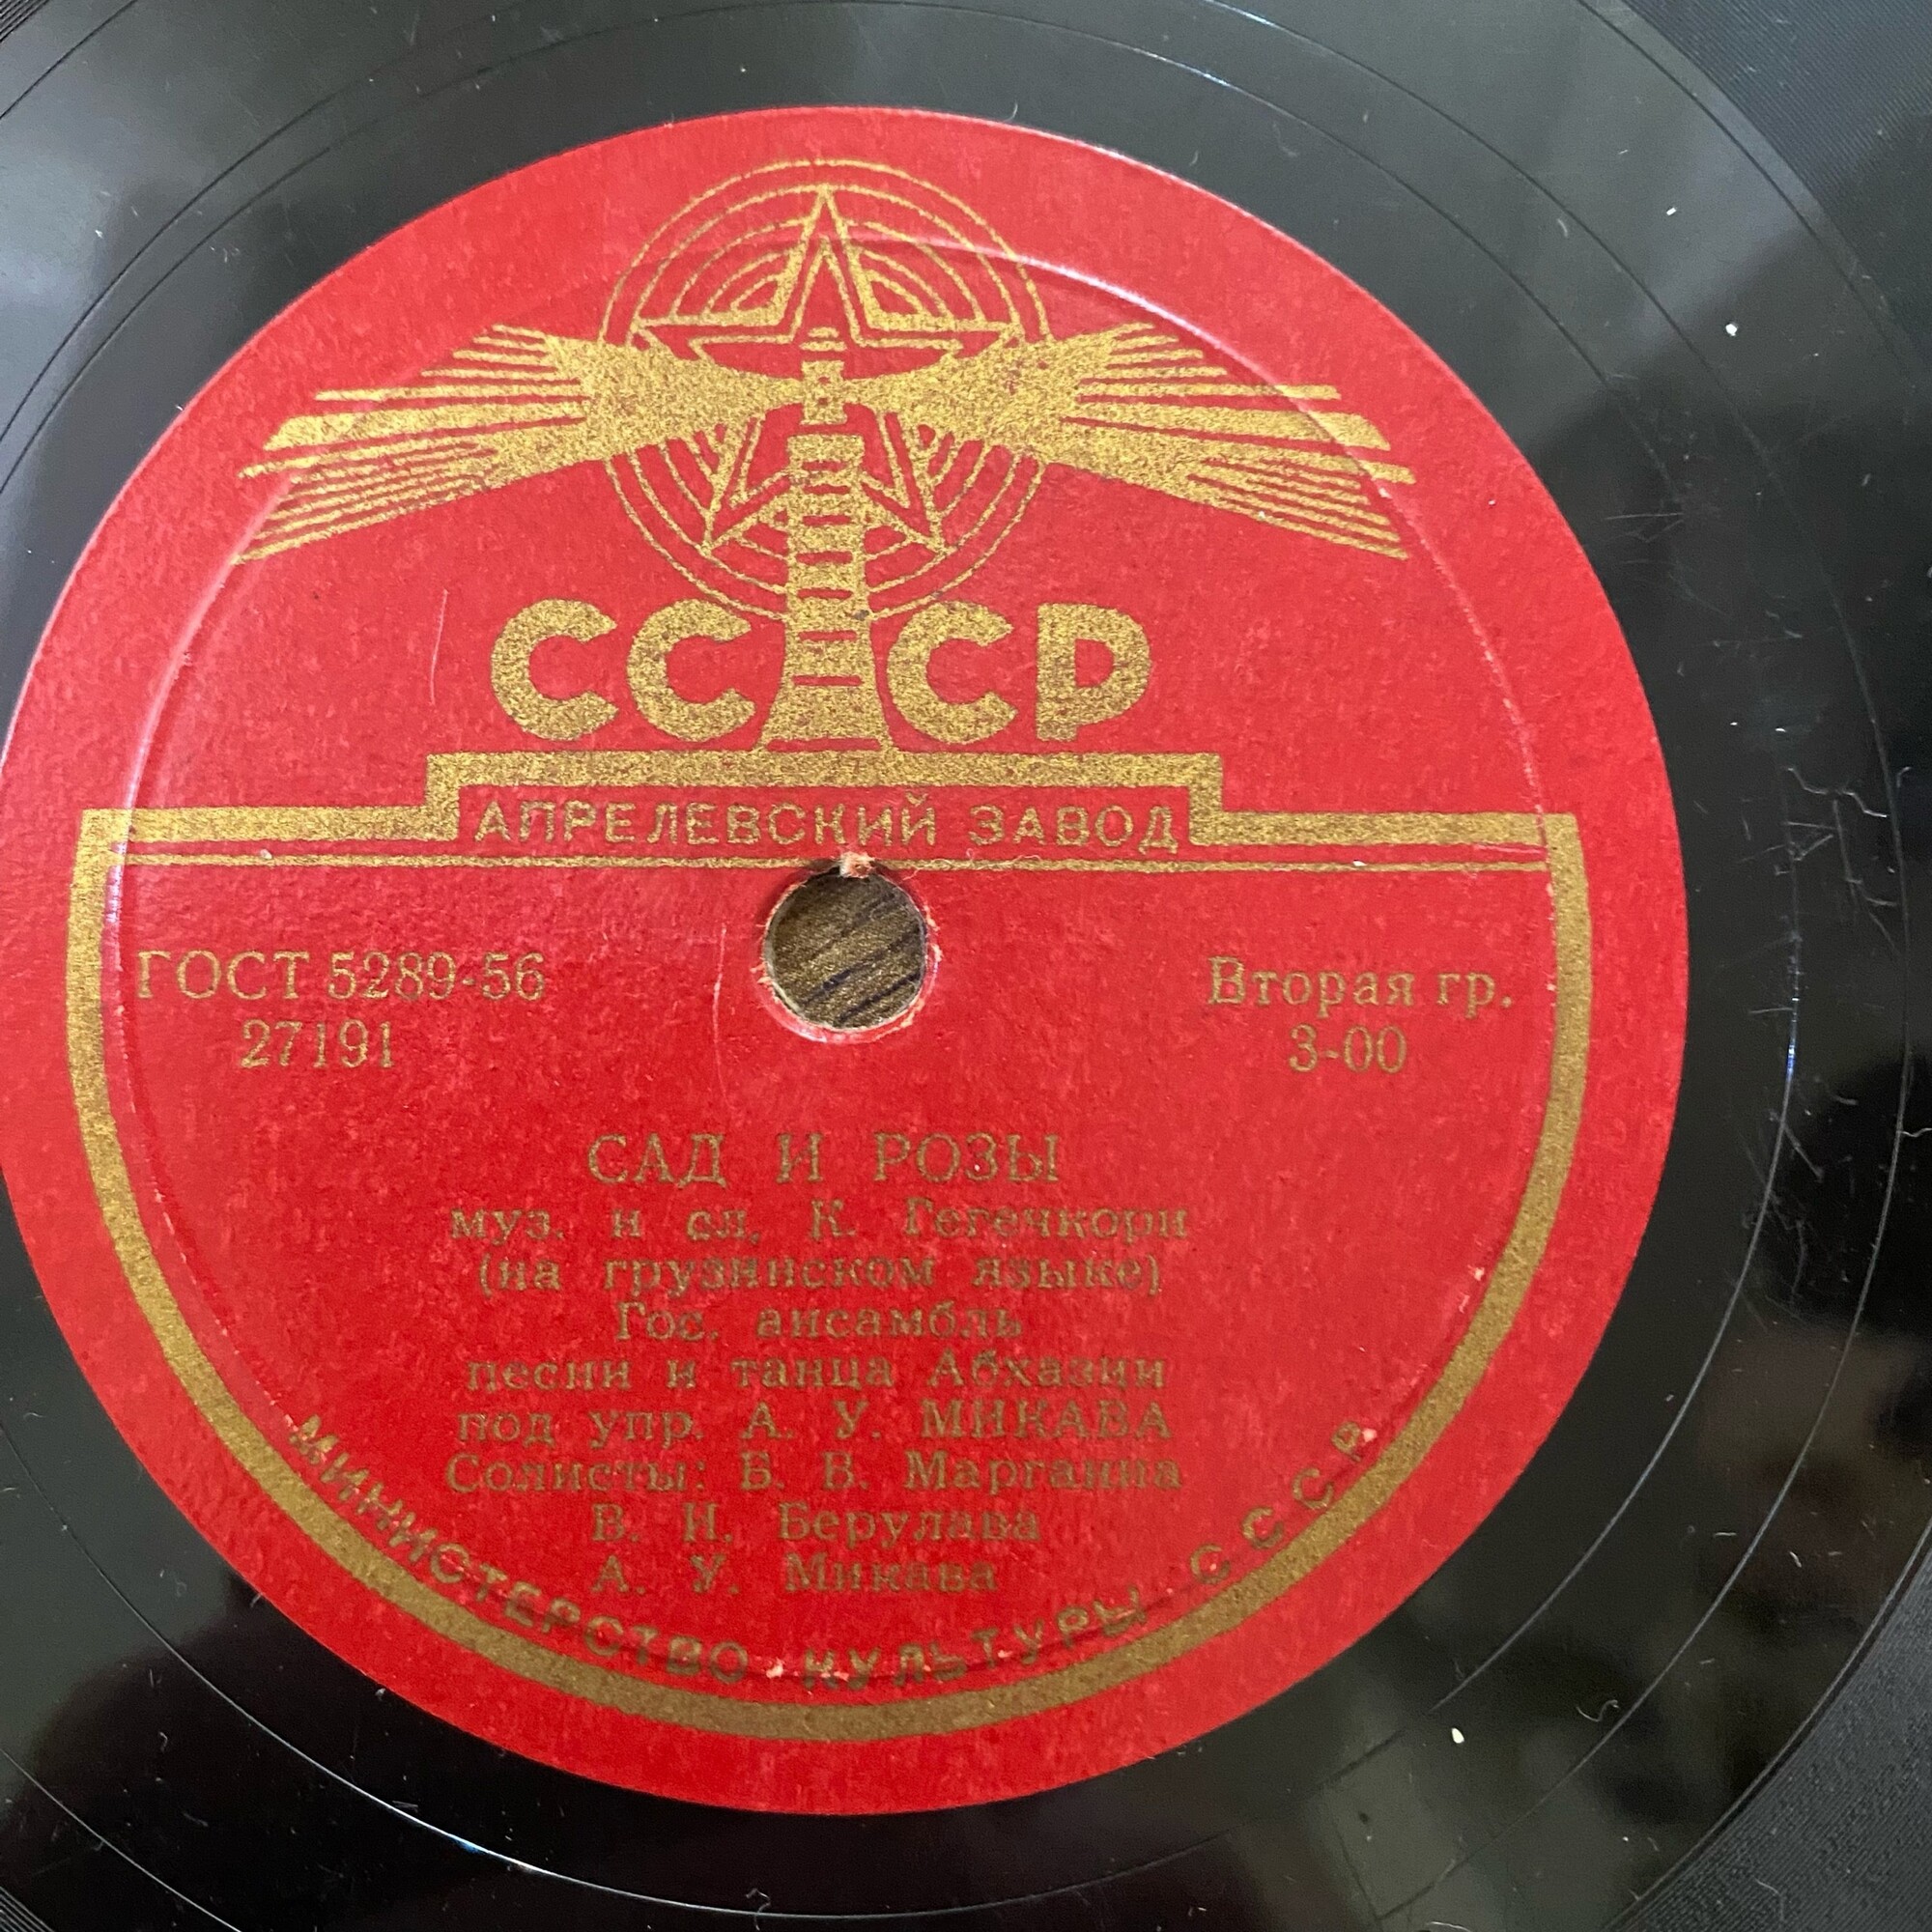 СССР
АПРЕЛЕВСКИЙ ЗАВОД
ГОСТ 5289-56
27191
Вторая гр.
3-00
САД И РОЗЫ
муз. и сл. К. Гегечкори
(на грузинском языке)
Гос. ансамбль
песни и танца Абхазии
под упр. А. У. МИКАВА
Солисты: Б. В. Маргания
В. И. Берулава
А. У. Микава
МИНИСТЕРСТВО КУЛЬТУРЫ СССР